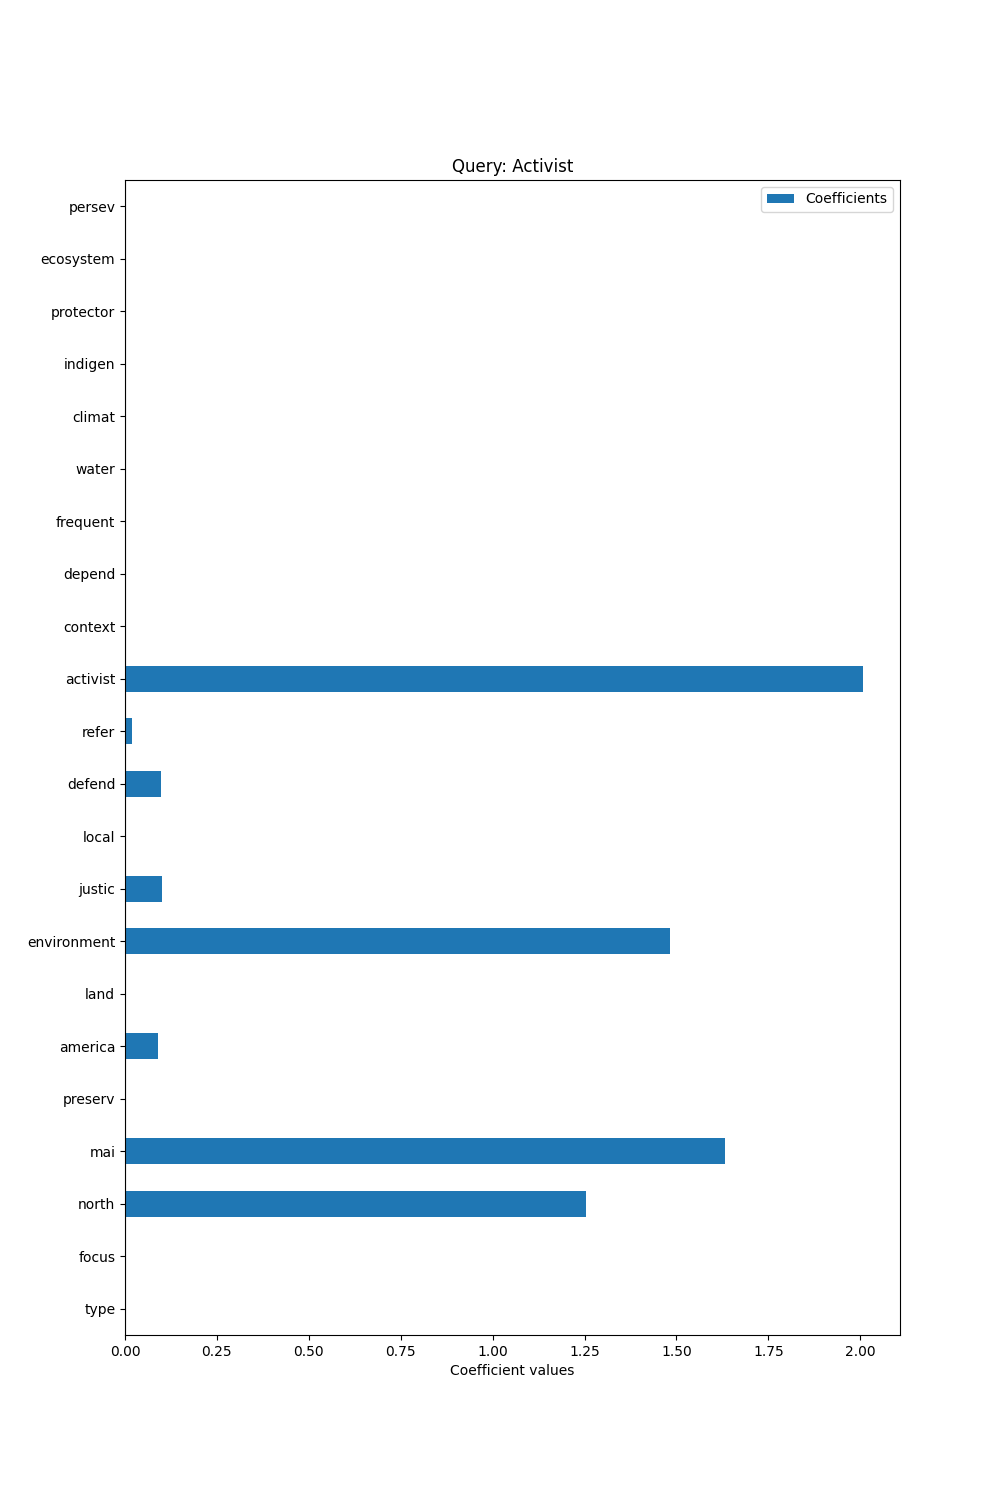 Query: Activist
Coefficients
persev
ecosystem
protector
indigen
climat
water
frequent
depend
context
activist
refer
defend
local
justic
environment
land
america
preserv
mai
north
focus
type
0.00 0.25 0.50 0.75 1.00 1.25 1.50 1.75 2.00
Coefficient values